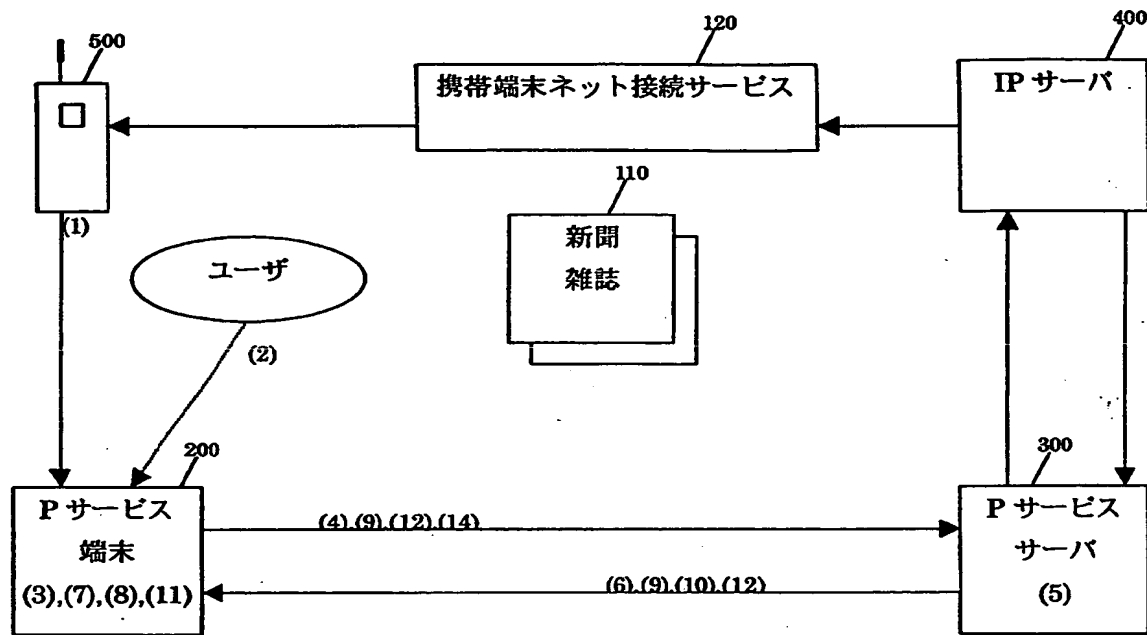 500
120
400
携帯端末ネット接続サービス
IP サーバ
110
新聞
雑誌
(1)
ユーザ
(2)
200
300
P サービス
端末
(3),(7),(8),(11)
(4),(9),(12),(14)
(6),(9),(10),(12)
P サービス
サーバ
(5)